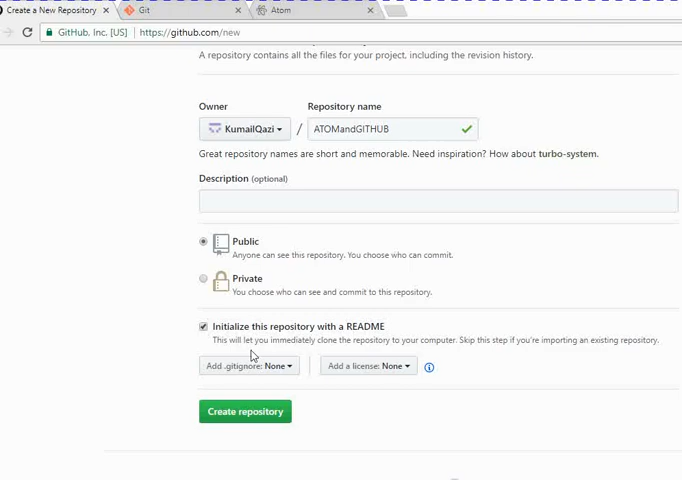 Create a New Repository
Git
Atom
GitHub, Inc. [US]
https://github.com/new
A repository contains all the files for your project, including the revision history.
Owner
Repository name
KumailQazi
/
ATOMandGITHUB
Great repository names are short and memorable. Need inspiration? How about turbo-system.
Description (optional)
Public
Anyone can see this repository. You choose who can commit.
Private
You choose who can see and commit to this repository.
Initialize this repository with a README
This will let you immediately clone the repository to your computer. Skip this step if you're importing an existing repository.
Add .gitignore: None
Add a license: None
Create repository